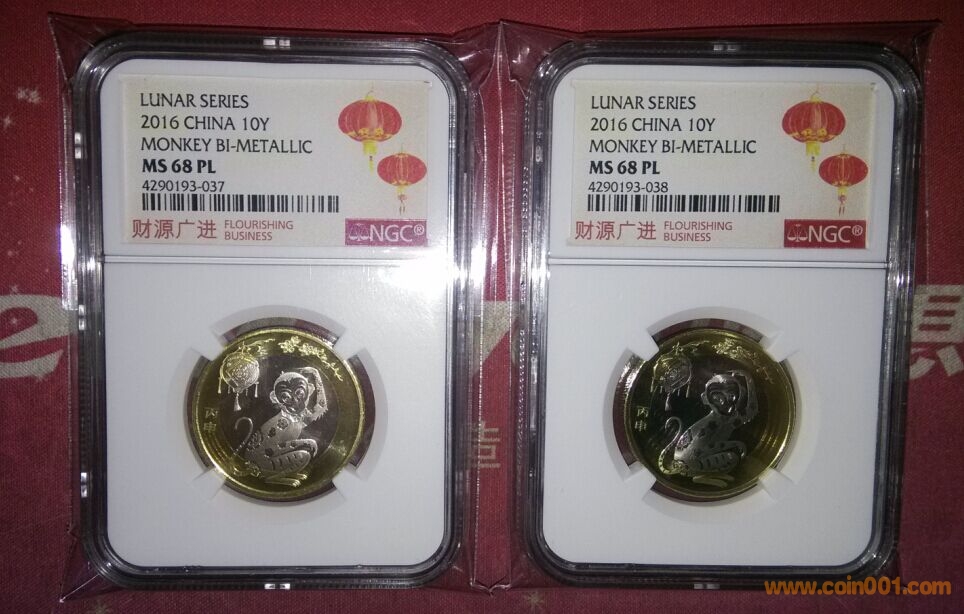 LUNAR SERIES
2016 CHINA 10Y
MONKEY BI-METALLIC
MS 68 PL
4290193-037
财源广进 FLOURISHING
BUSINESS
NGC®
丙申
LUNAR SERIES
2016 CHINA 10Y
MONKEY BI-METALLIC
MS 68 PL
4290193-038
财源广进 FLOURISHING
BUSINESS
NGC®
丙申
www.coin001.com